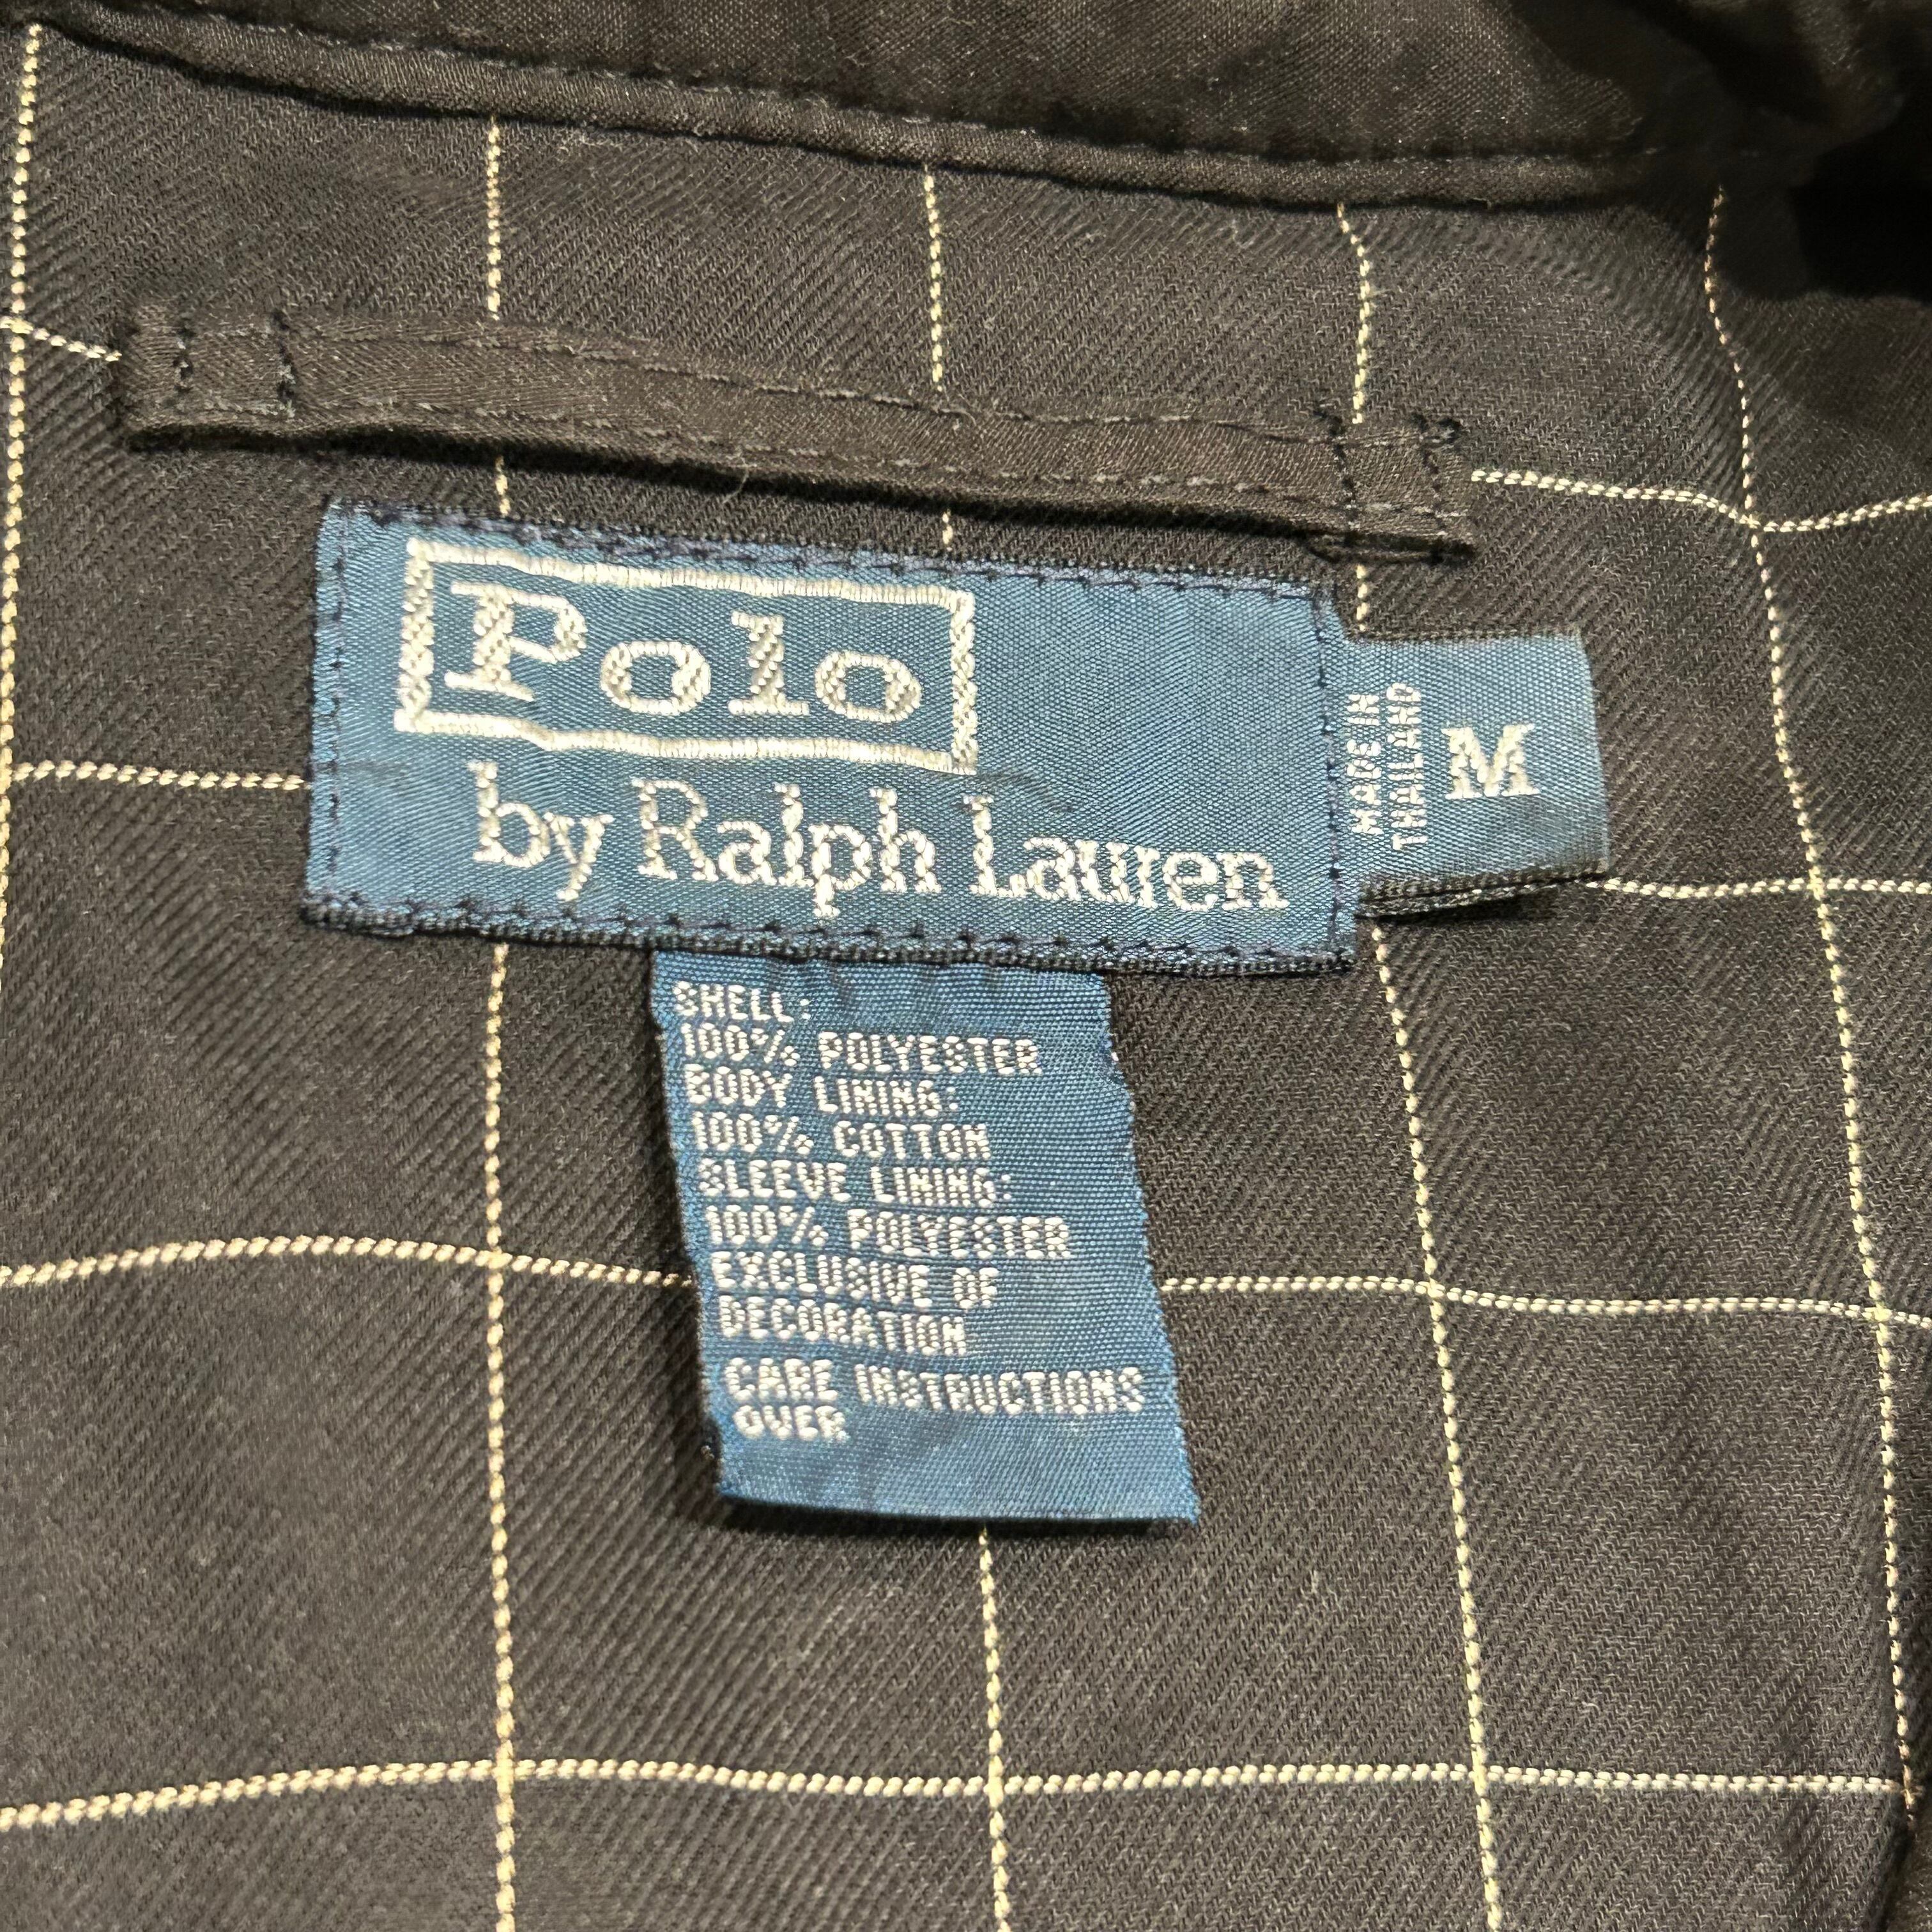 Polo
by Ralph Lauren
MADE IN
THAILAND
M
SHELL:
100% POLYESTER
BODY LINING:
100% COTTON
SLEEVE LINING:
100% POLYESTER
EXCLUSIVE OF
DECORATION
CARE INSTRUCTIONS
OVER